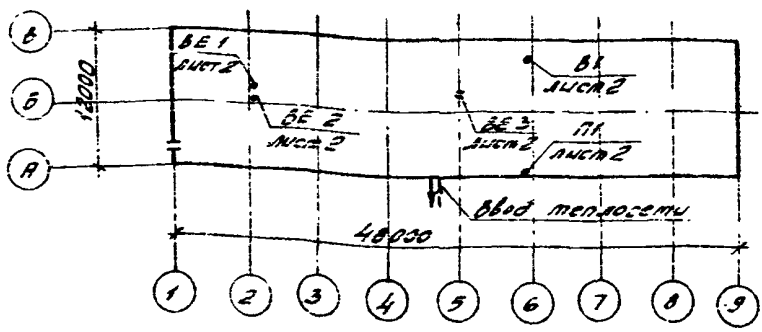 В
ВЕ 1
лист 2
В1
лист 2
12000
Б
ВЕ 2
лист 2
ВЕ 3
лист 2
П1
лист 2
А
Ввод теплосети
48000
1 2 3 4 5 6 7 8 9